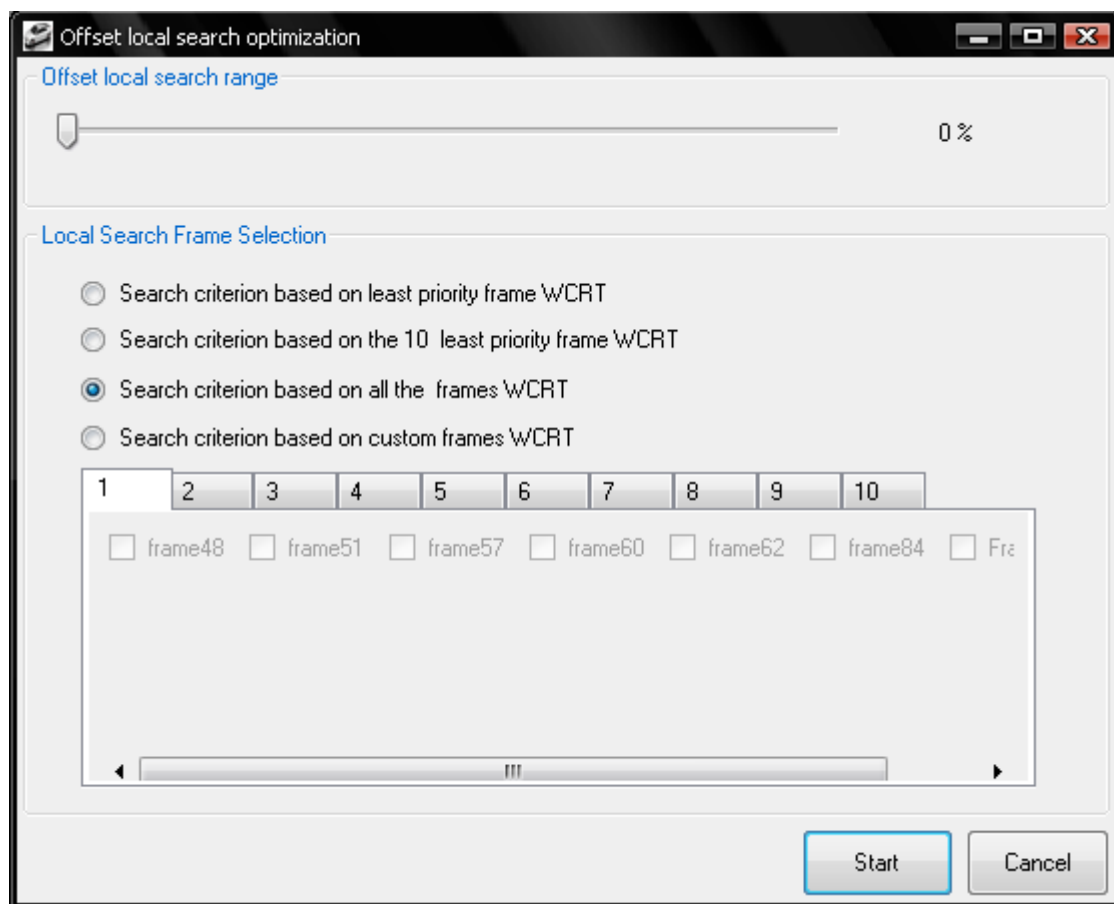 Offset local search optimization
Offset local search range
0 %
Local Search Frame Selection
Search criterion based on least priority frame WCRT
Search criterion based on the 10  least priority frame WCRT
Search criterion based on all the  frames WCRT
Search criterion based on custom frames WCRT
1 2 3 4 5 6 7 8 9 10
frame48 frame51 frame57 frame60 frame62 frame84
Start Cancel